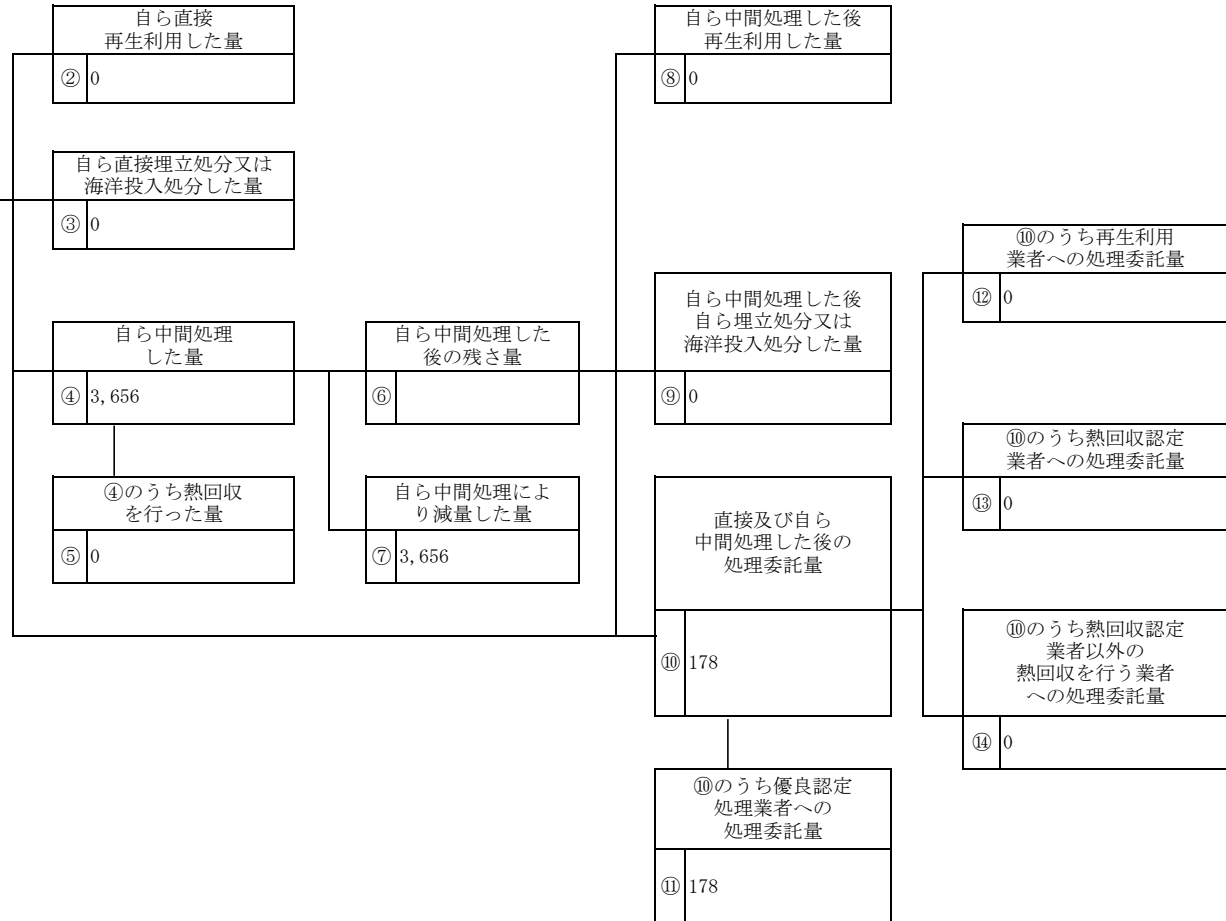 自ら直接
再生利用した量
② 0
自ら直接埋立処分又は
海洋投入処分した量
③ 0
自ら中間処理
した量
④ 3,656
④のうち熱回収
を行った量
⑤ 0
自ら中間処理した
後の残さ量
⑥
自ら中間処理によ
り減量した量
⑦ 3,656
自ら中間処理した後
再生利用した量
⑧ 0
自ら中間処理した後
自ら埋立処分又は
海洋投入処分した量
⑨ 0
直接及び自ら
中間処理した後の
処理委託量
⑩ 178
⑩のうち優良認定
処理業者への
処理委託量
⑪ 178
⑩のうち再生利用
業者への処理委託量
⑫ 0
⑩のうち熱回収認定
業者への処理委託量
⑬ 0
⑩のうち熱回収認定
業者以外の
熱回収を行う業者
への処理委託量
⑭ 0